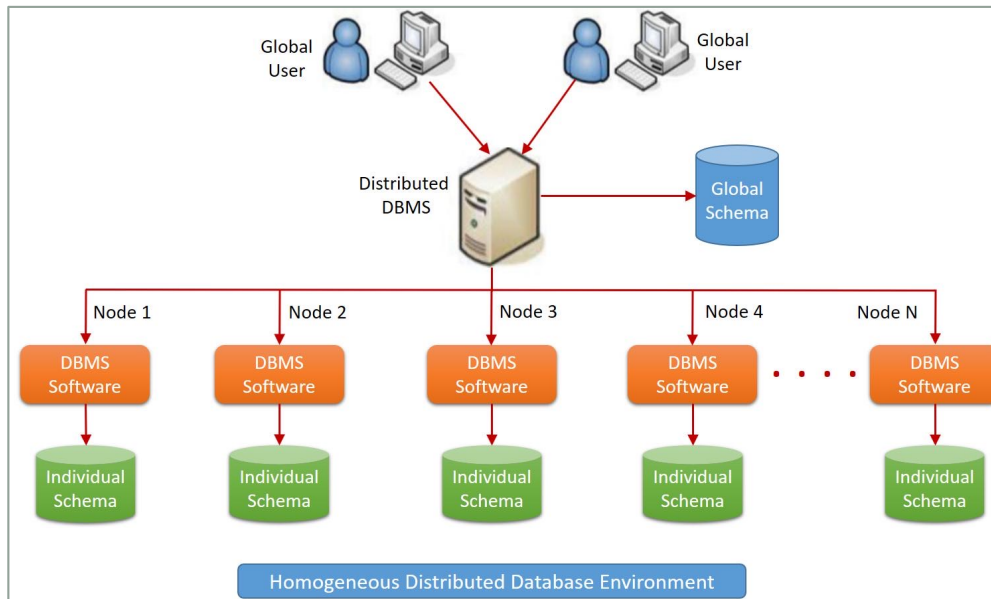 Global
User
Global
User
Distributed
DBMS
Global
Schema
Node 1
Node 2
Node 3
Node 4
Node N
DBMS
Software
DBMS
Software
DBMS
Software
DBMS
Software
DBMS
Software
Individual
Schema
Individual
Schema
Individual
Schema
Individual
Schema
Individual
Schema
Homogeneous Distributed Database Environment